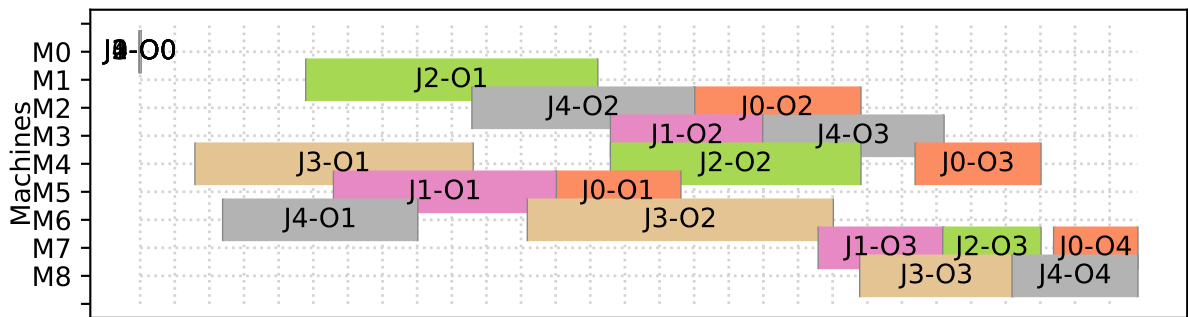 M0
J2-O1
M1
J4-O2 J0-O2
M2
J1-O2 J4-O3
M3
J3-O1 J2-O2 J0-O3
M4
J1-O1 J0-O1
M5
J4-O1 J3-O2
M6
J1-O3 J2-O3 J0-O4
M7
J3-O3 J4-O4
M8
Machines